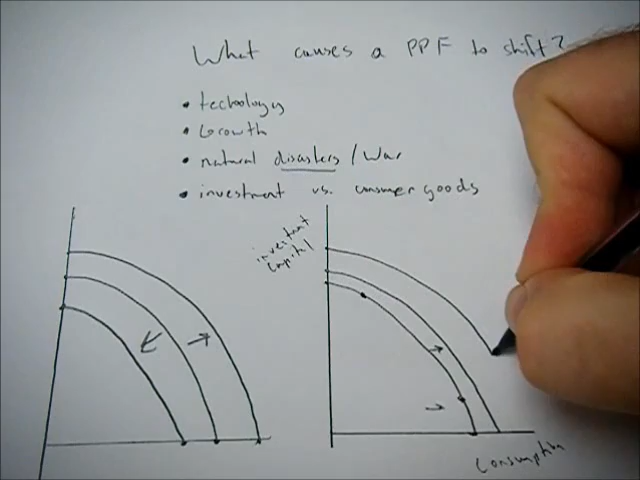 What causes a PPF to shift?
• technology
• Growth
• natural disasters / War
• investment vs. consumer goods
investment
capital
Consumption